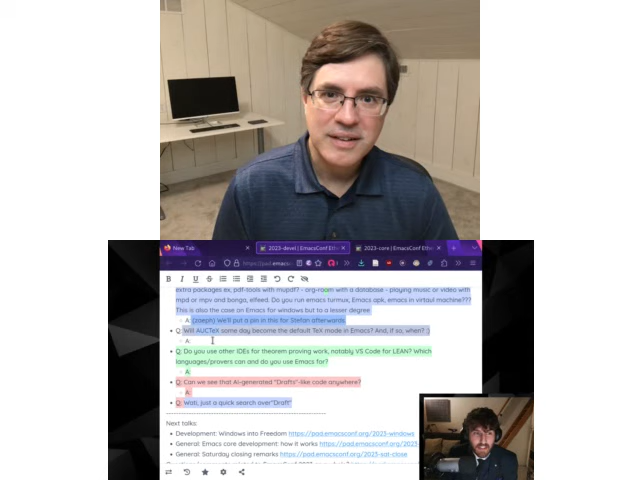 New Tab
2023-devel | EmacsConf Eth
2023-core | EmacsConf Ethe
https://pad.emacs
extra packages ex, pdf-tools with mupdf? - org-roam with a database - playing music or video with
mpd or mpv and bongo, elfeed. Do you run emacs termux, Emacs apk, emacs in virtaul machine???
This is also the case on Emacs for windows but to a lesser degree
A: (zaeph) We'll put a pin in this for Stefan afterwards.
Q: Will AUCTeX some day become the default TeX mode in Emacs? And, if so, when? :)
A:
Q: Do you use other IDEs for theorem proving work, notably VS Code for LEAN? Which
languages/provers can and do you use Emacs for?
A:
Q: Can we see that AI-generated "Drafts"-like code anywhere?
A:
Q: Wati, just a quick search over"Draft"
Next talks:
Development: Windows into Freedom https://pad.emacsconf.org/2023-windows
General: Emacs core development: how it works https://pad.emacsconf.org/2023
General: Saturday closing remarks https://pad.emacsconf.org/2023-sat-close